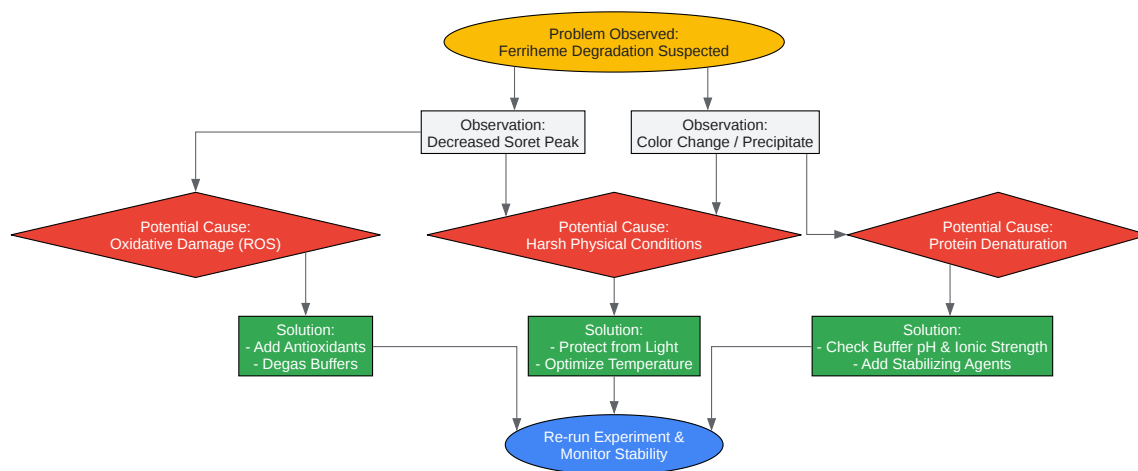 Problem Observed:
Ferriheme Degradation Suspected
Observation:
Decreased Soret Peak
Observation:
Color Change / Precipitate
Potential Cause:
Oxidative Damage (ROS)
Potential Cause:
Harsh Physical Conditions
Potential Cause:
Protein Denaturation
Solution:
- Add Antioxidants
- Degas Buffers
Solution:
- Protect from Light
- Optimize Temperature
Solution:
- Check Buffer pH & Ionic Strength
- Add Stabilizing Agents
Re-run Experiment &
Monitor Stability